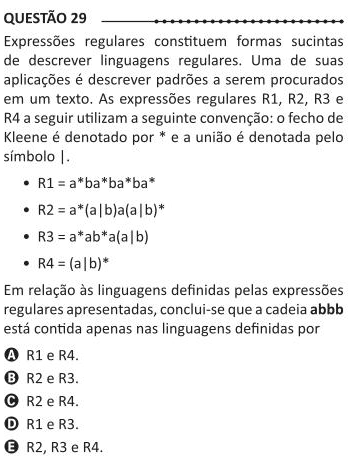 QUESTÃO 29
Expressões regulares constituem formas sucintas
de descrever linguagens regulares. Uma de suas
aplicações é descrever padrões a serem procurados
em um texto. As expressões regulares R1, R2, R3 e
R4 a seguir utilizam a seguinte convenção: o fecho de
Kleene é denotado por * e a união é denotada pelo
símbolo |.
• R1 = a*ba*ba*ba*
• R2 = a*(a|b)a(a|b)*
• R3 = a*ab*a(a|b)
• R4 = (a|b)*
Em relação às linguagens definidas pelas expressões
regulares apresentadas, conclui-se que a cadeia abbb
está contida apenas nas linguagens definidas por
A R1 e R4.
B R2 e R3.
C R2 e R4.
D R1 e R3.
E R2, R3 e R4.